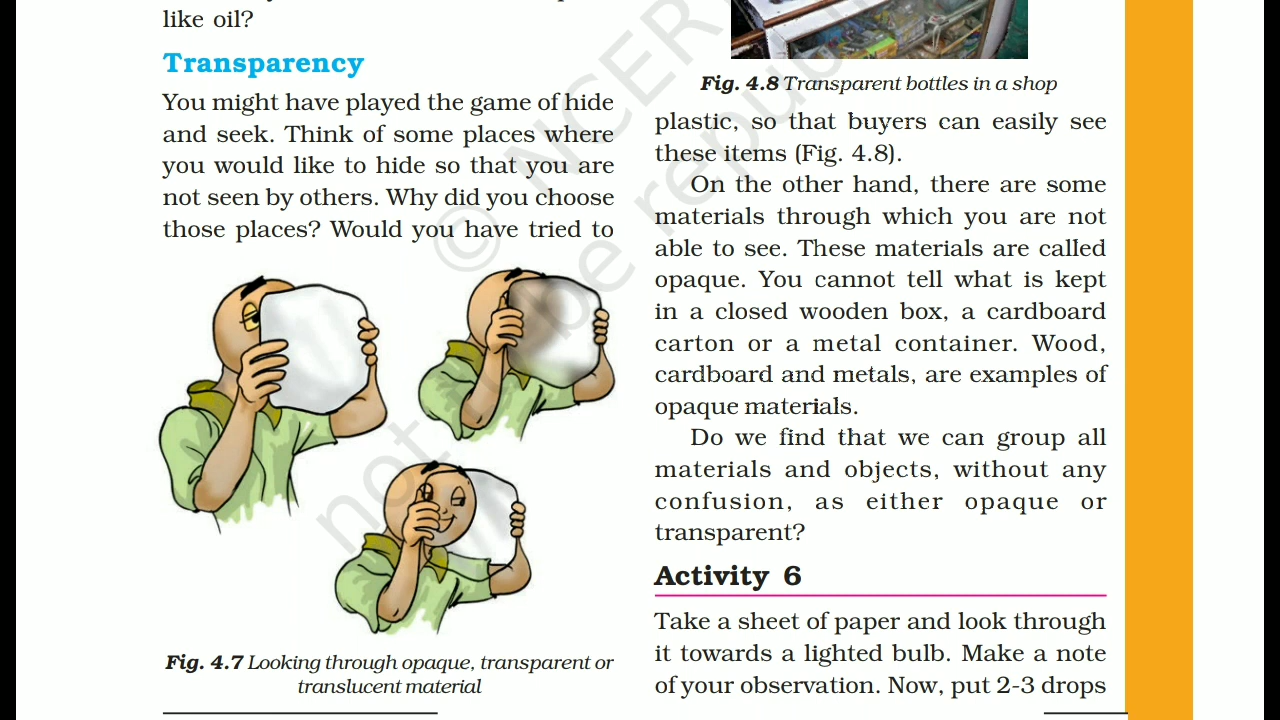 like oil?
Transparency
You might have played the game of hide
and seek. Think of some places where
you would like to hide so that you are
not seen by others. Why did you choose
those places? Would you have tried to
Fig. 4.7 Looking through opaque, transparent or
translucent material
Fig. 4.8 Transparent bottles in a shop
plastic, so that buyers can easily see
these items (Fig. 4.8).
On the other hand, there are some
materials through which you are not
able to see. These materials are called
opaque. You cannot tell what is kept
in a closed wooden box, a cardboard
carton or a metal container. Wood,
cardboard and metals, are examples of
opaque materials.
Do we find that we can group all
materials and objects, without any
confusion, as either opaque or
transparent?
Activity 6
Take a sheet of paper and look through
it towards a lighted bulb. Make a note
of your observation. Now, put 2-3 drops
© NCER
not be republi